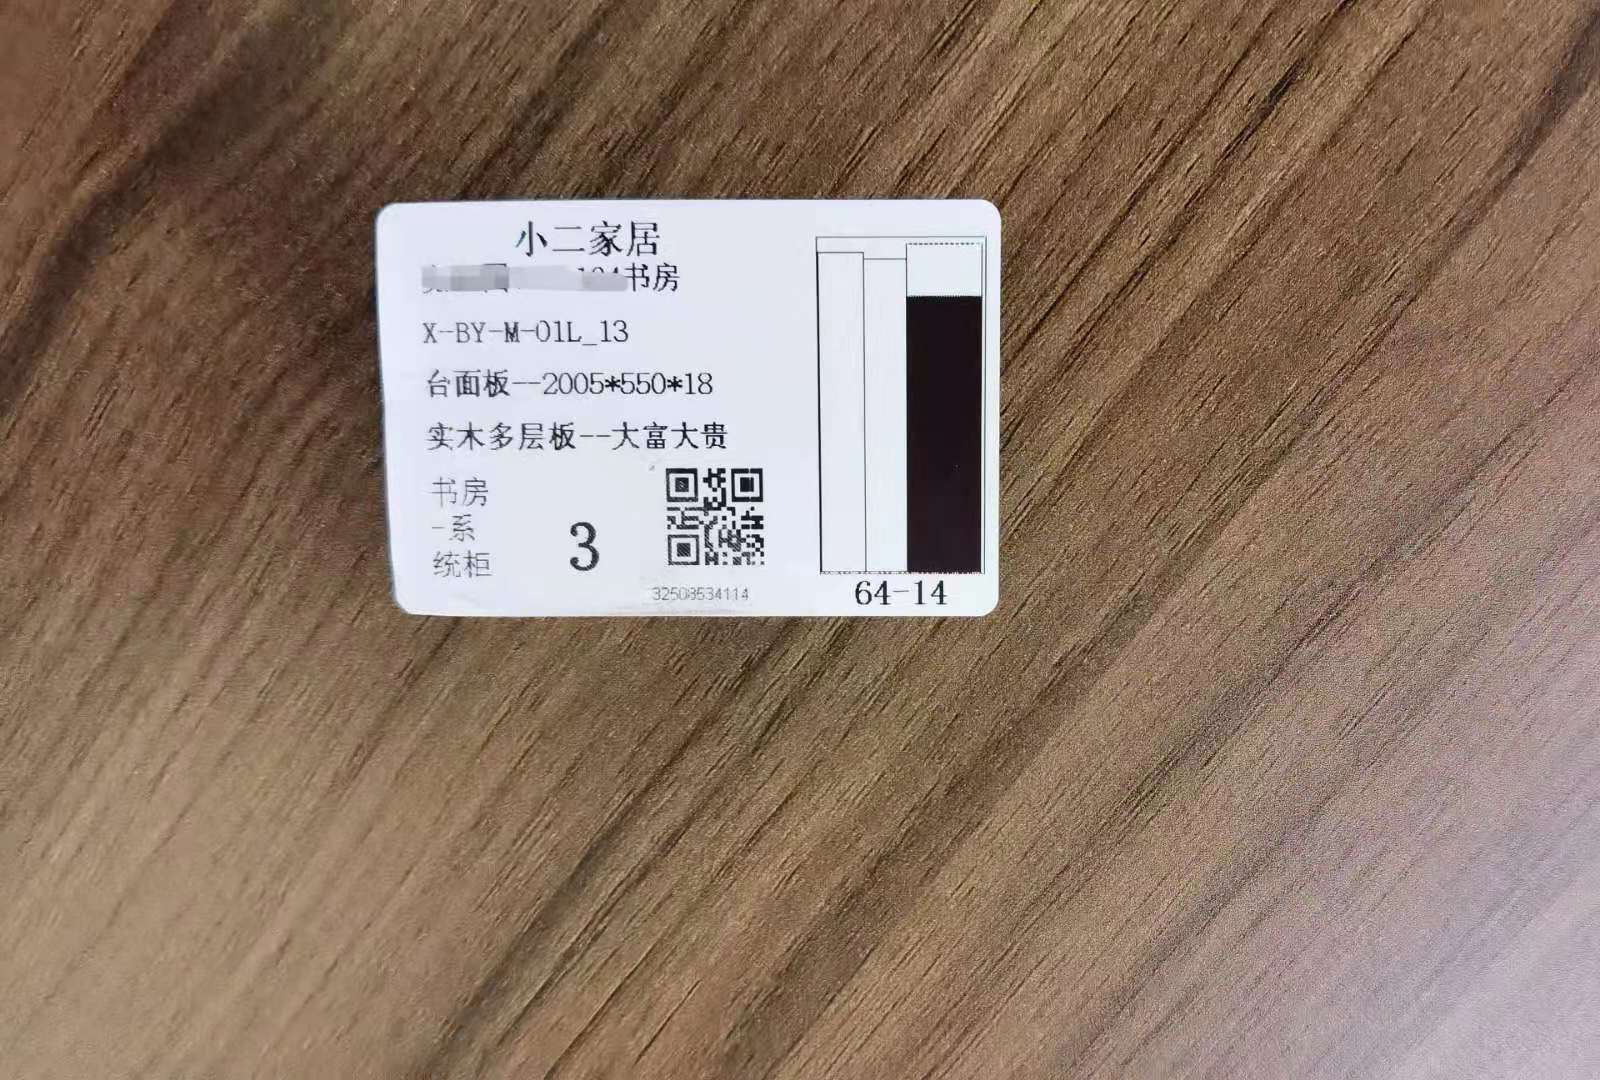 小二家居
书房
X-BY-M-01L_13
台面板--2005*550*18
实木多层板--大富大贵
书房
-系
统柜
3
32508534114
64-14